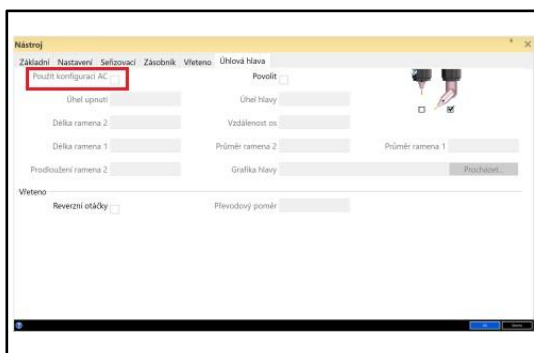 Nástroj
Základní Nastavení Seřizovací Zásobník Vřeteno Úhlová hlava
Použít konfiguraci AC Povolit
Úhel upnutí Úhel hlavy
Délka ramena 2 Vzdálenost os
Délka ramena 1 Průměr ramena 2 Průměr ramena 1
Prodloužení ramena 2 Grafika hlavy Procházet...
Vřeteno
Reverzní otáčky Převodový poměr